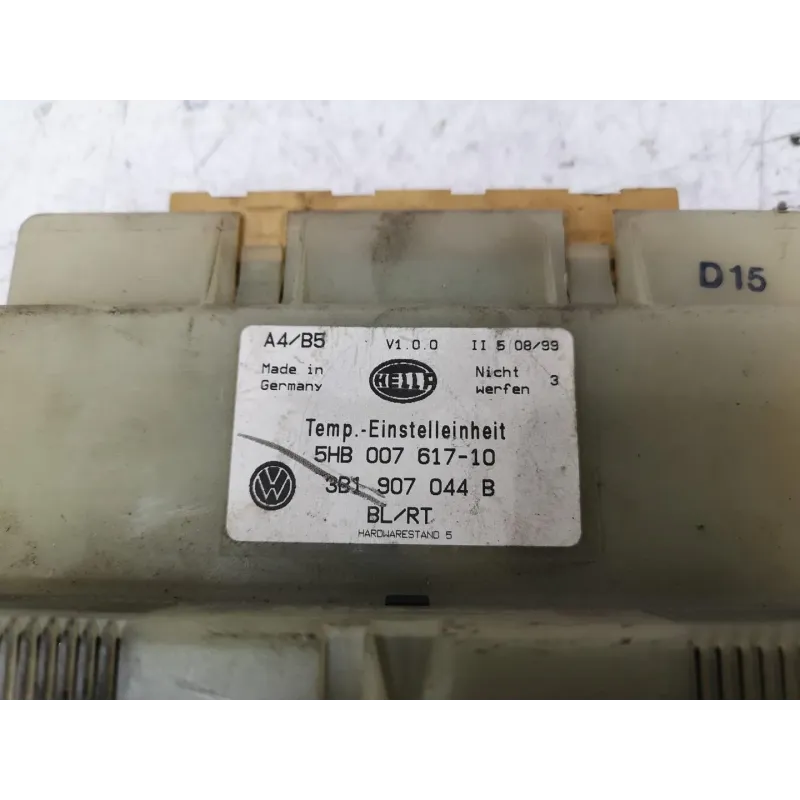 D15
A4/B5 V1.0.0 II 5 08/99
Made in Germany
HELLA
Nicht werfen 3
Temp.-Einstelleinheit
5HB 007 617-10
3B1 907 044 B
BL/RT
HARDWARESTAND 5